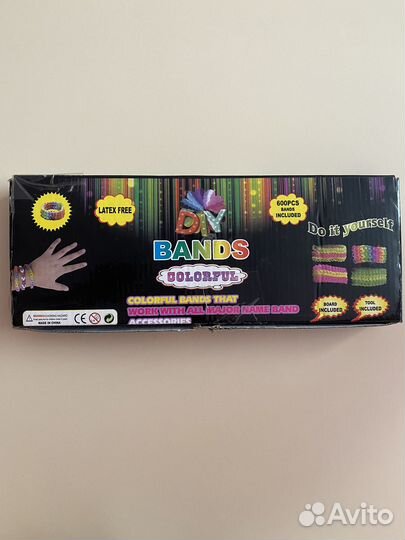 LATEX FREE
600PCS
BANDS
INCLUDED
Do it yourself
DIY
BANDS
COLORFUL
COLORFUL BANDS THAT
WORK WITH ALL MAJOR NAME BAND
ACCESSORIES
BOARD
INCLUDED
TOOL
INCLUDED
MADE IN CHINA
CE
Avito